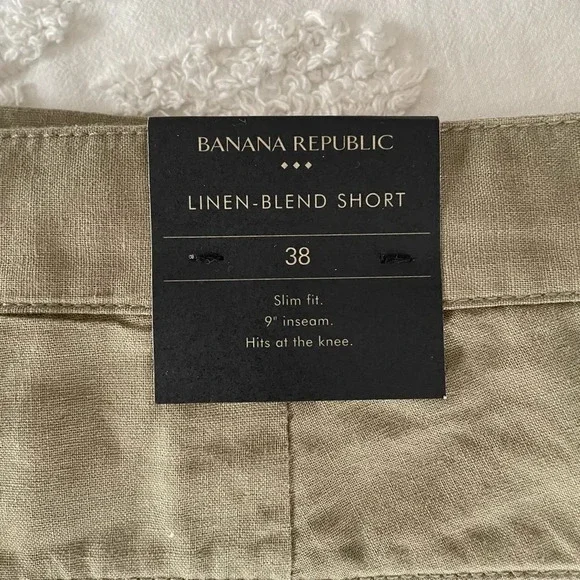 BANANA REPUBLIC
LINEN-BLEND SHORT
38
Slim fit.
9" inseam.
Hits at the knee.